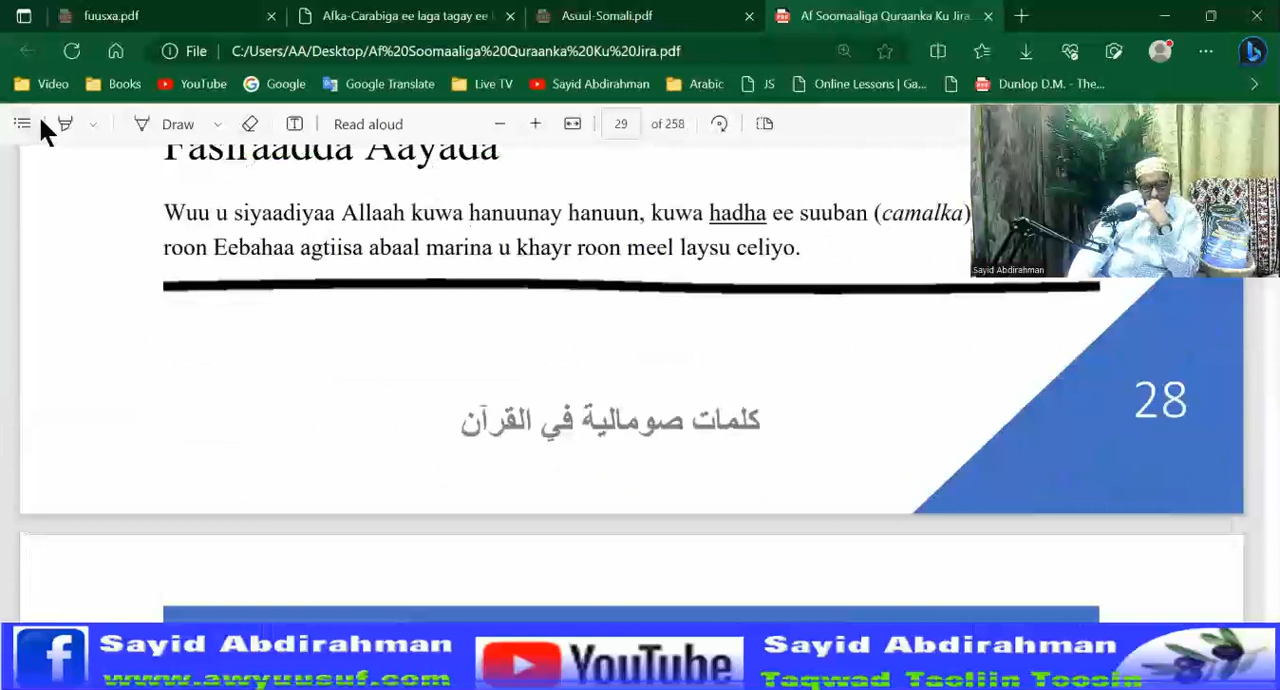 fuusxa.pdf
Afka-Carabiga ee laga tagay ee
Asuul-Somali.pdf
Af Soomaaliga Quraanka Ku Jira.
File C:/Users/AA/Desktop/Af%20Soomaaliga%20Quraanka%20Ku%20Jira.pdf
Video Books YouTube Google Google Translate Live TV Sayid Abdirahman Arabic JS Online Lessons | Ga... Dunlop D.M. - The...
Draw Read aloud 29 of 258
Fasiraadda Aayada
Wuu u siyaadiyaa Allaah kuwa hanuunay hanuun, kuwa hadha ee suuban (camalka)
roon Eebahaa agtiisa abaal marina u khayr roon meel laysu celiyo.
Sayid Abdirahman
28
كلمات صومالية في القرآن
f Sayid Abdirahman
www.awyuusuf.com
YouTube
Sayid Abdirahman
Taqwad Taoliin Toosin